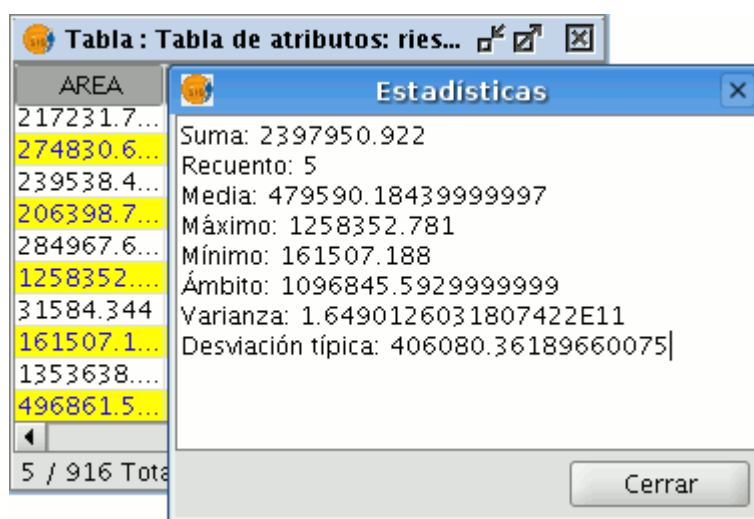 Tabla : Tabla de atributos: ries...
AREA
217231.7...
274830.6...
239538.4...
206398.7...
284967.6...
1258352....
31584.344
161507.1...
1353638....
496861.5...
5 / 916 Tota
Estadísticas
Suma: 2397950.922
Recuento: 5
Media: 479590.18439999997
Máximo: 1258352.781
Mínimo: 161507.188
Ámbito: 1096845.5929999999
Varianza: 1.6490126031807422E11
Desviación típica: 406080.36189660075
Cerrar